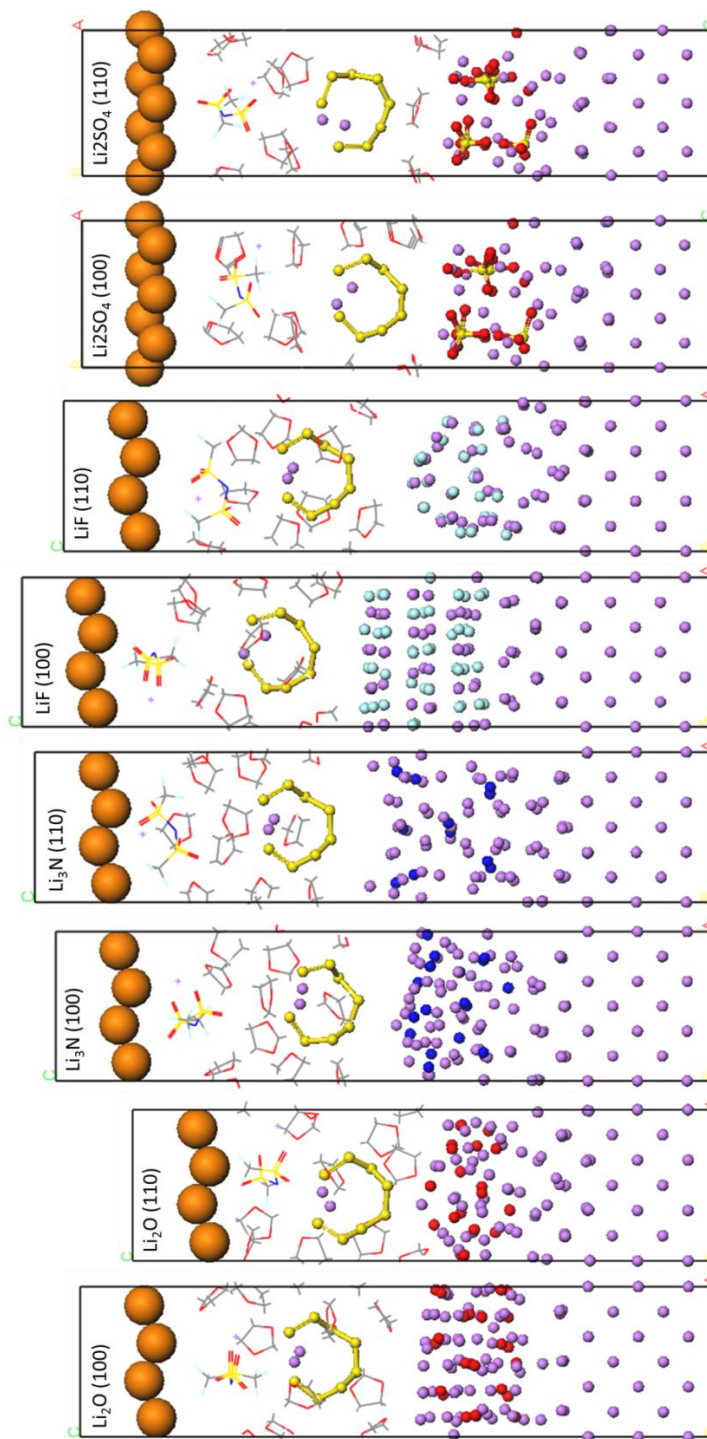 C
Li₂O (100)
C
Li₂O (110)
C
Li₃N (100)
C
Li₃N (110)
C
LiF (100)
C
LiF (110)
A
Li2SO₄ (100)
A
Li2SO₄ (110)
A
A
A
A